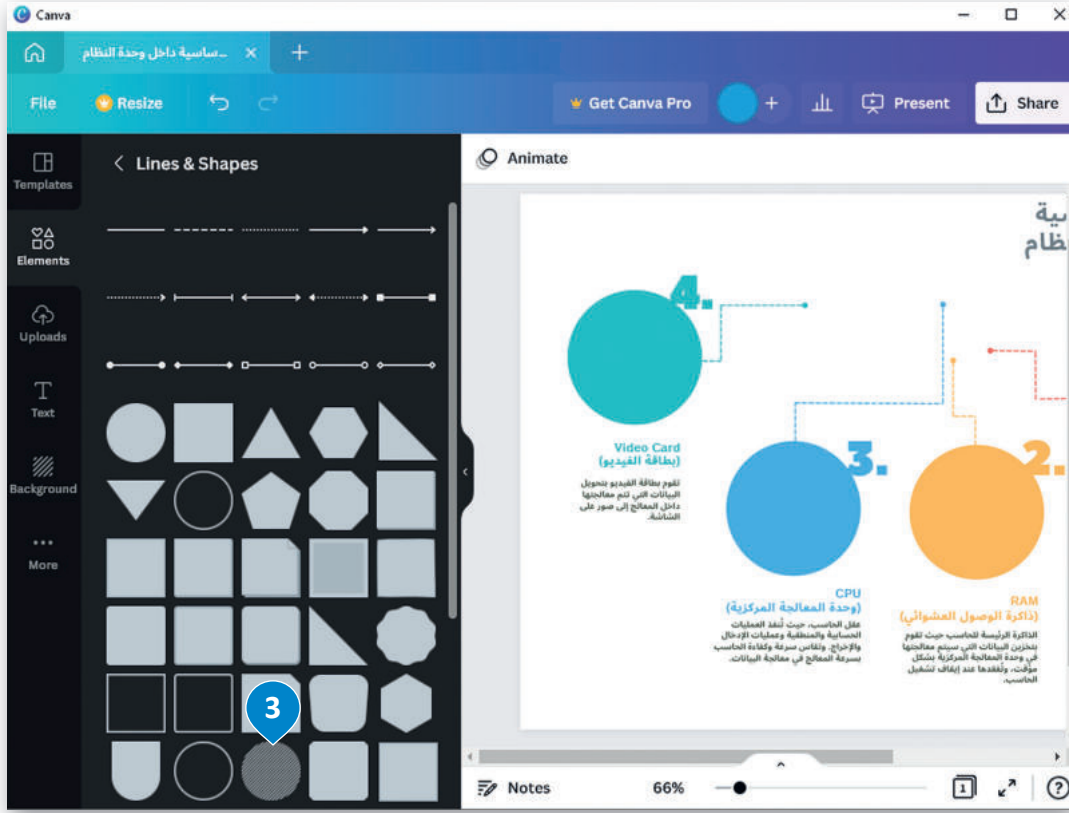 Canva
ساسية داخل وحدة النظام...
File
Resize
Get Canva Pro
Present
Share
Templates
Elements
Uploads
Text
Background
More
Lines & Shapes
Animate
ـية
ظام
4.
Video Card
(بطاقة الفيديو)
تقوم بطاقة الفيديو بتحويل
البيانات التي تتم معالجتها
داخل المعالج إلى صور على
الشاشة.
3.
CPU
(وحدة المعالجة المركزية)
عقل الحاسب، حيث تُنفذ العمليات
الحسابية والمنطقية وعمليات الإدخال
والإخراج. وتقاس سرعة وكفاءة الحاسب
بسرعة المعالج في معالجة البيانات.
2.
RAM
(ذاكرة الوصول العشوائي)
الذاكرة الرئيسة للحاسب حيث تقوم
بتخزين البيانات التي سيتم معالجتها
في وحدة المعالجة المركزية بشكل
مؤقت، وتُفقدها عند إيقاف تشغيل
الحاسب.
3
Notes
66%
1
?